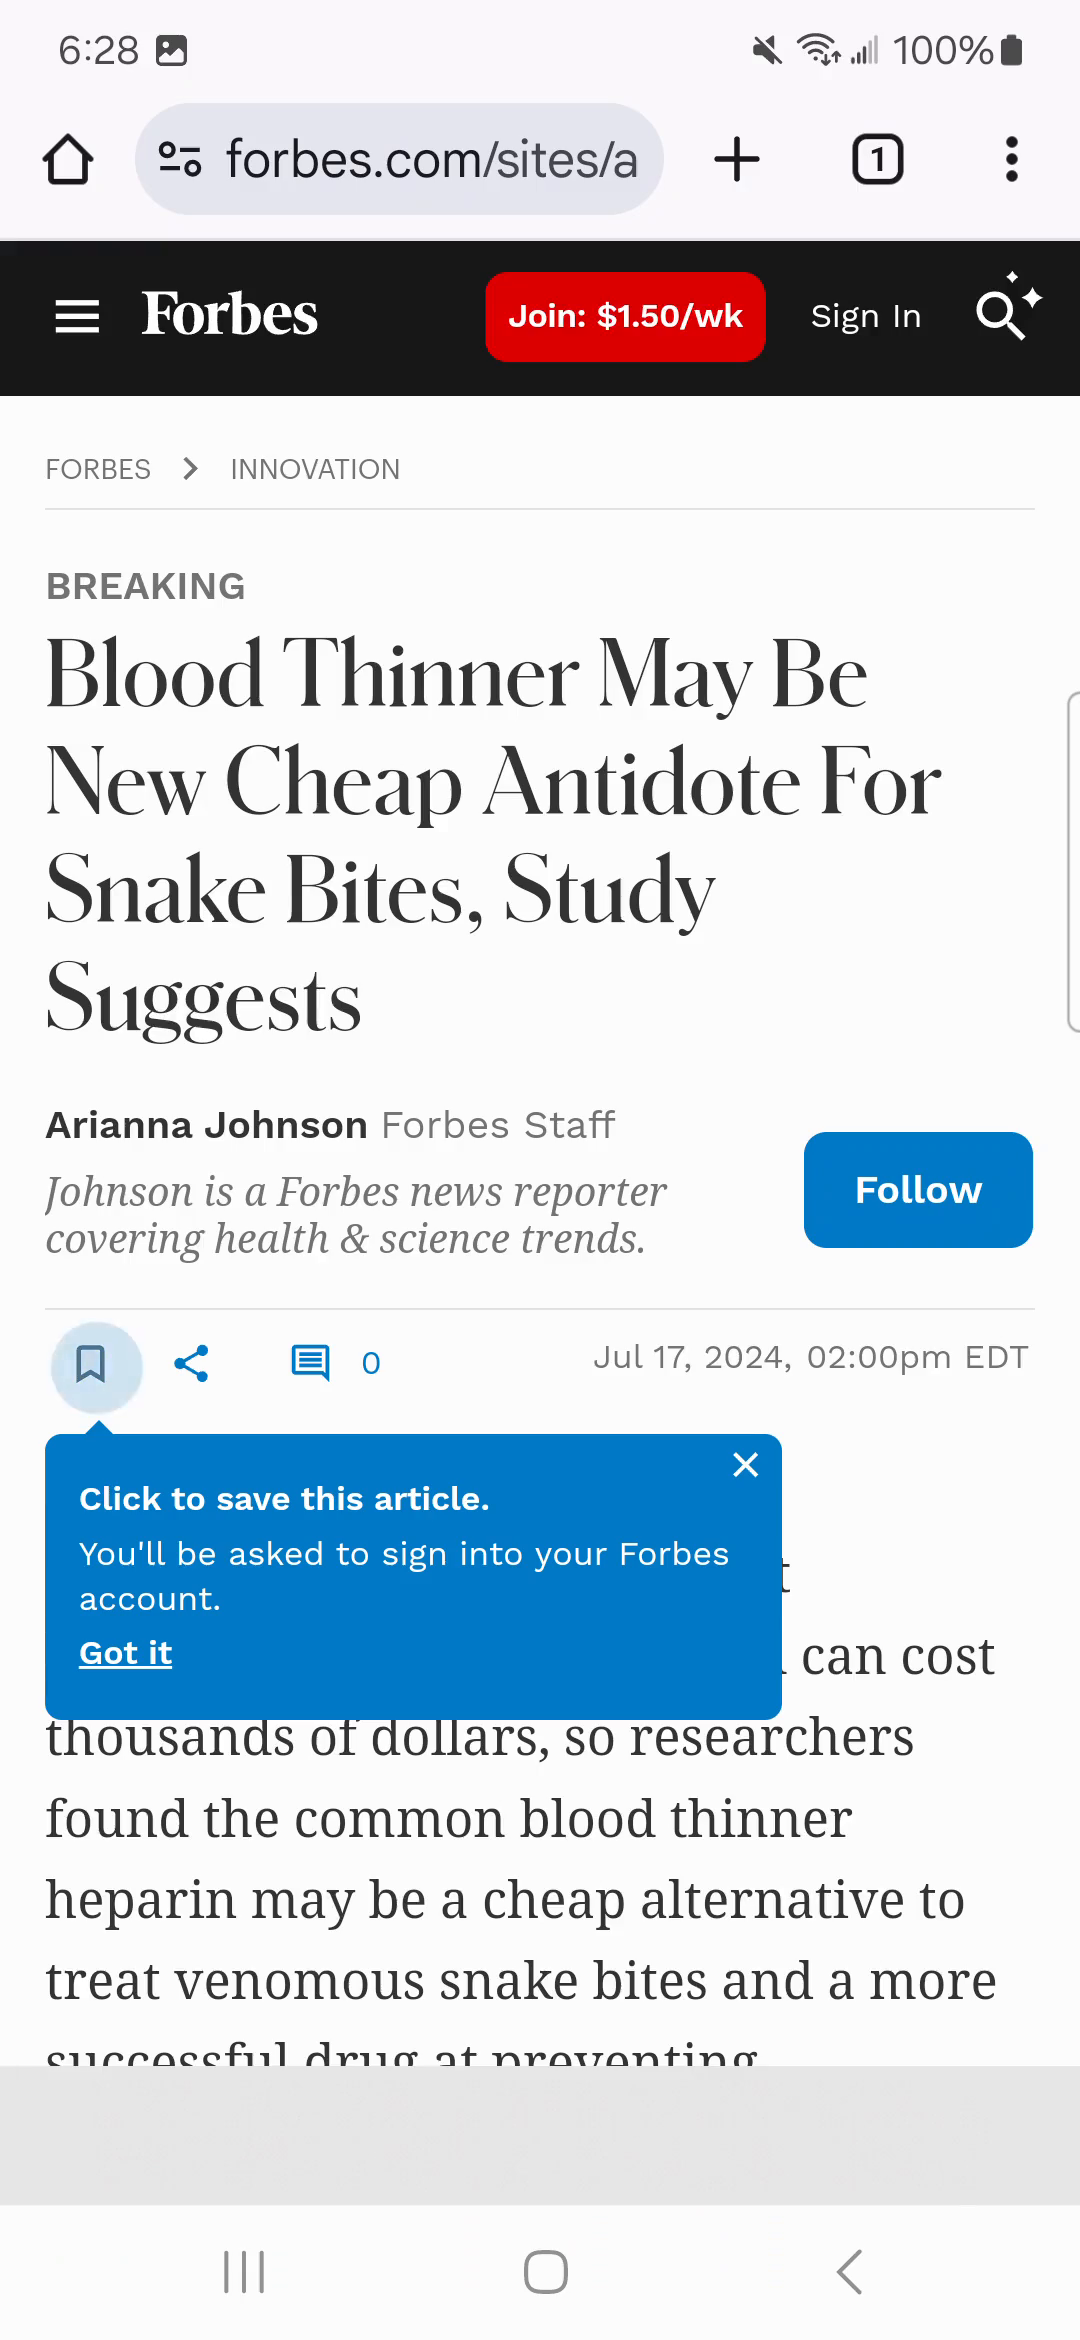 6:28
100%
forbes.com/sites/a
1
Forbes
Join: $1.50/wk
Sign In
FORBES
INNOVATION
BREAKING
Blood Thinner May Be
New Cheap Antidote For
Snake Bites, Study
Suggests
Arianna Johnson Forbes Staff
Johnson is a Forbes news reporter
covering health & science trends.
Follow
0
Jul 17, 2024, 02:00pm EDT
Click to save this article.
You'll be asked to sign into your Forbes
account.
Got it
can cost
thousands of dollars, so researchers
found the common blood thinner
heparin may be a cheap alternative to
treat venomous snake bites and a more
successful drug at preventing